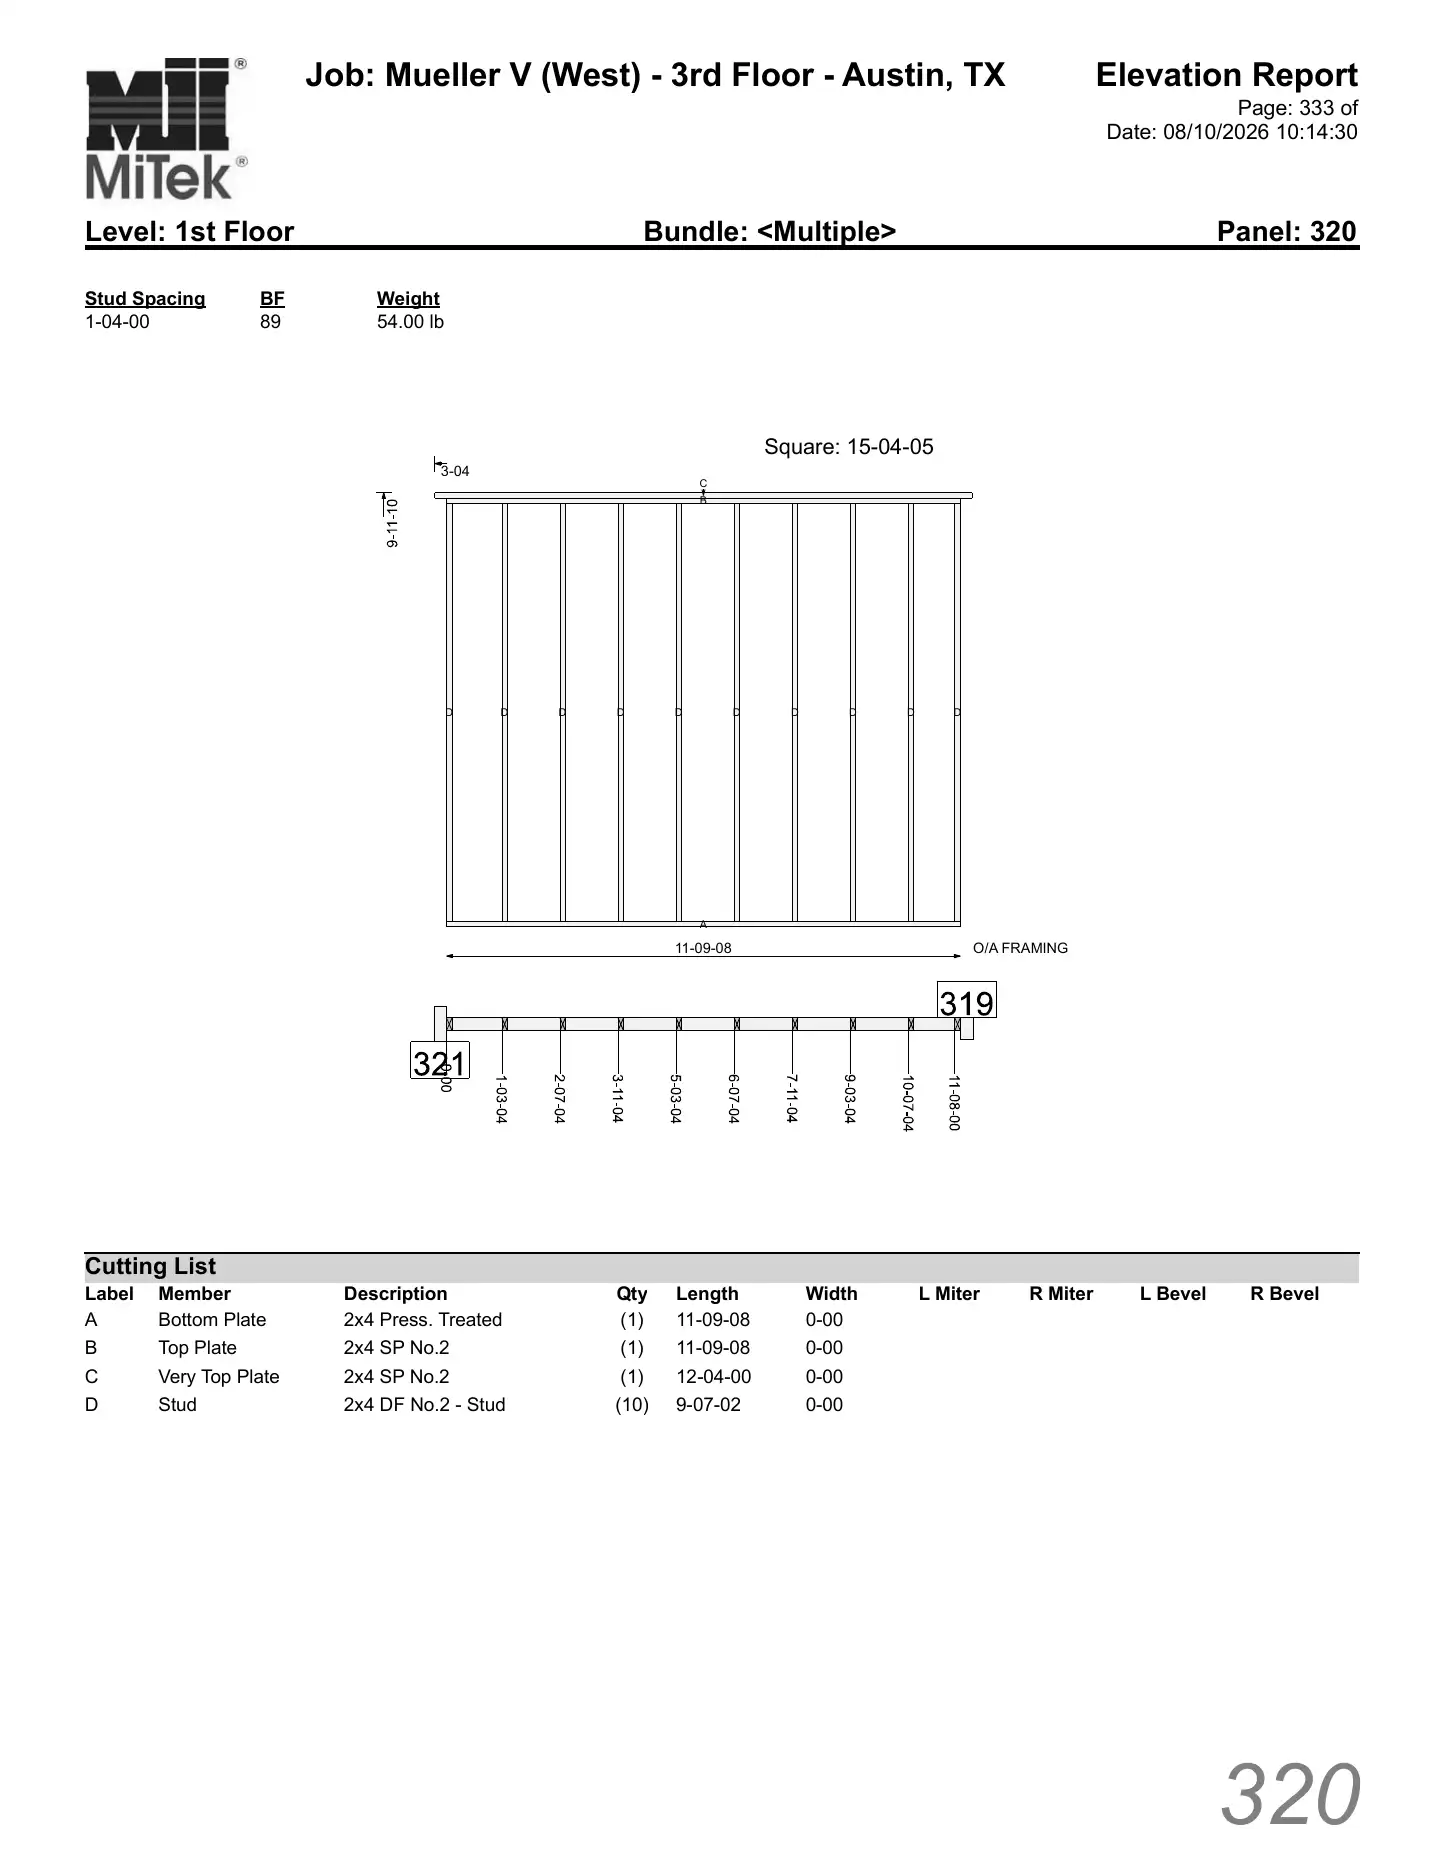 MiTek®
Job: Mueller V (West) - 3rd Floor - Austin, TX
Elevation Report
Page: 333 of
Date: 08/10/2026 10:14:30
Level: 1st Floor Bundle: <Multiple> Panel: 320
Stud Spacing BF Weight
1-04-00 89 54.00 lb
Square: 15-04-05
3-04
9-11-10
C
B
D D D D D D D D D D
A
11-09-08 O/A FRAMING
319
321
0-00 1-03-04 2-07-04 3-11-04 5-03-04 6-07-04 7-11-04 9-03-04 10-07-04 11-08-00
Cutting List
Label Member Description Qty Length Width L Miter R Miter L Bevel R Bevel
A Bottom Plate 2x4 Press. Treated (1) 11-09-08 0-00
B Top Plate 2x4 SP No.2 (1) 11-09-08 0-00
C Very Top Plate 2x4 SP No.2 (1) 12-04-00 0-00
D Stud 2x4 DF No.2 - Stud (10) 9-07-02 0-00
320